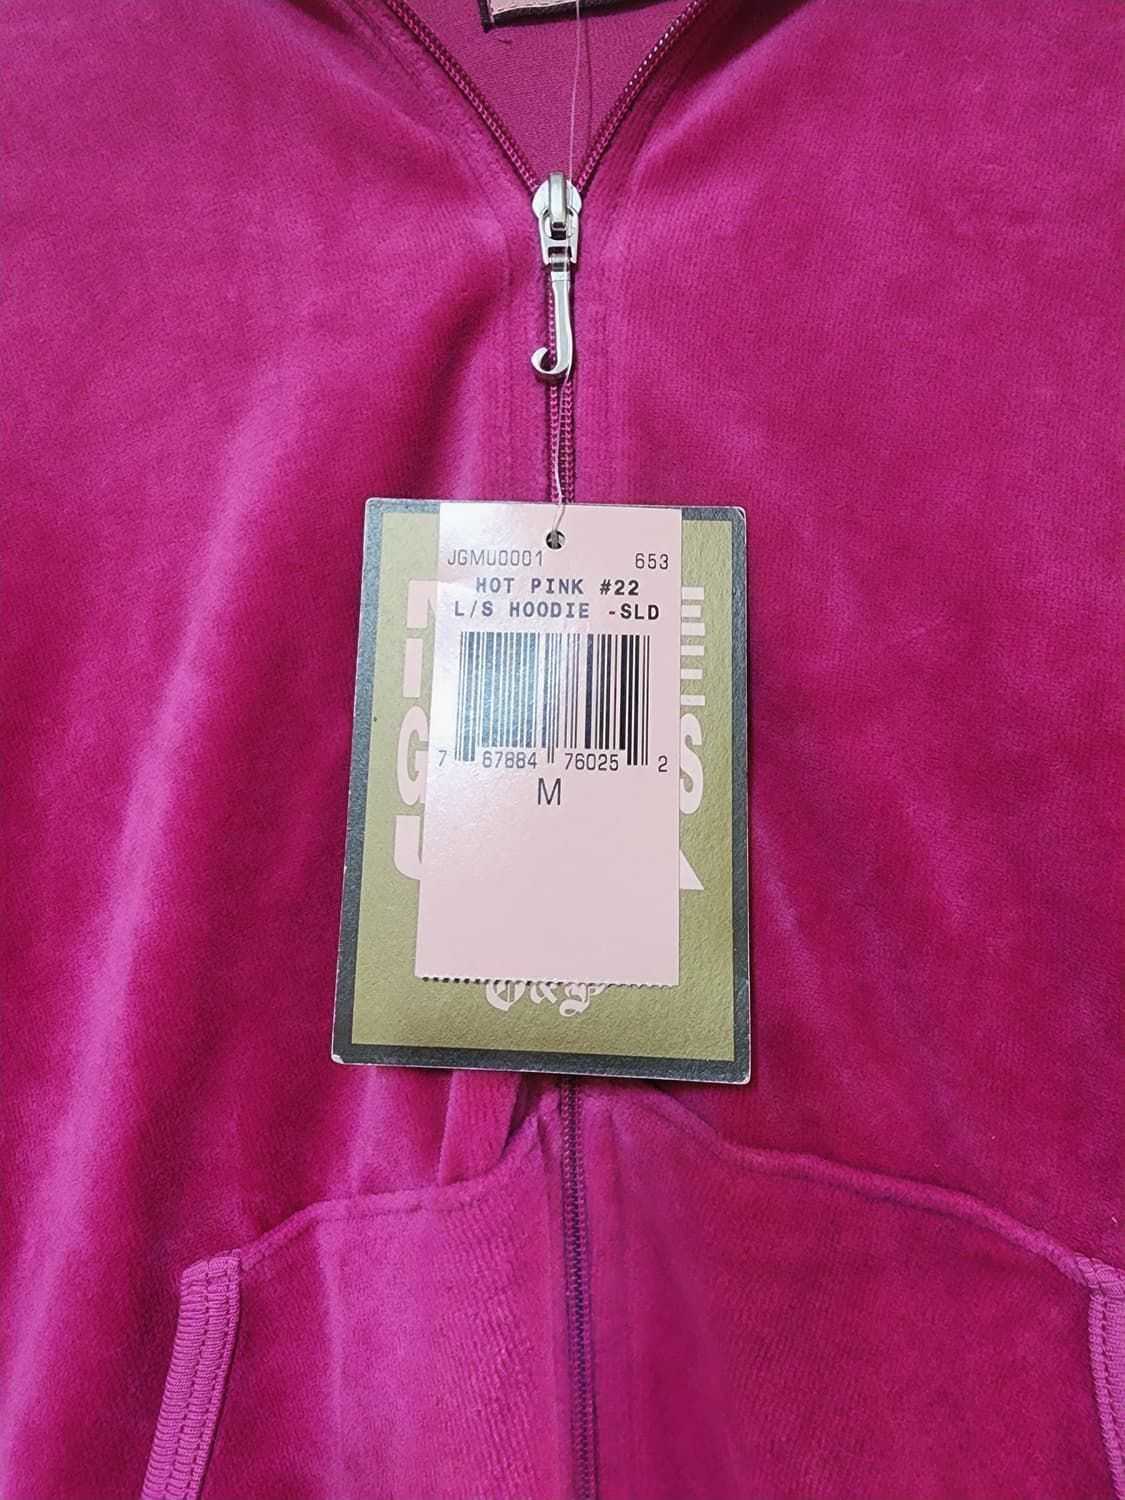 JGMU0001 653
HOT PINK #22
L/S HOODIE -SLD
7 67884 76025 2
M